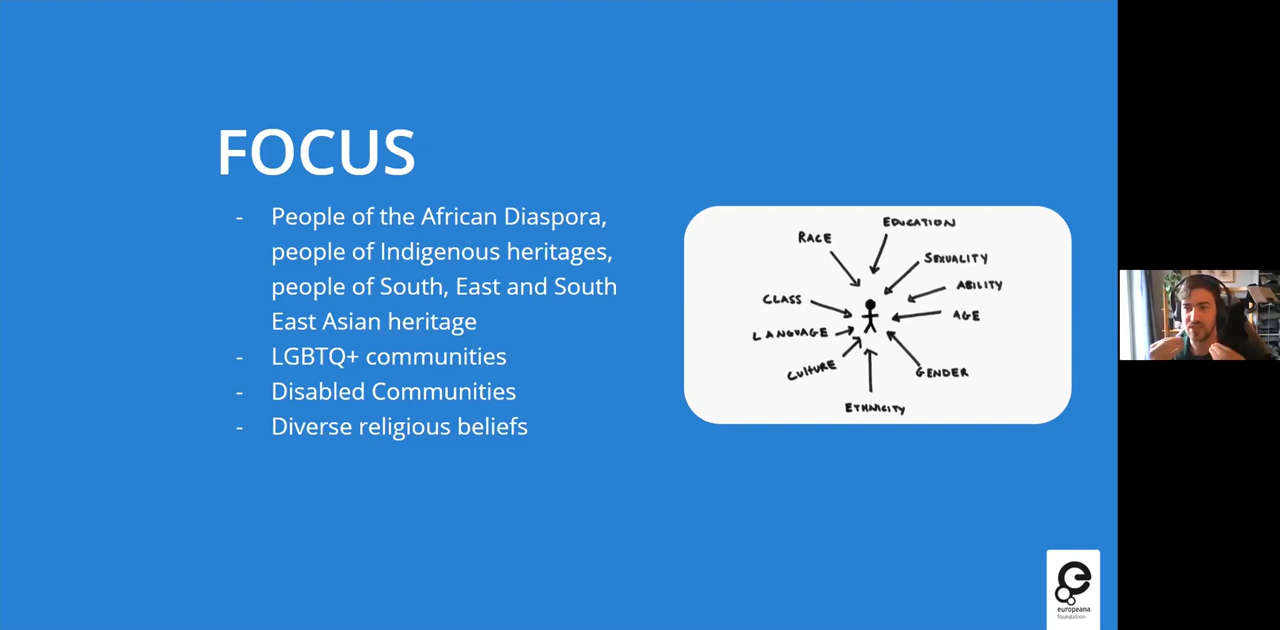 FOCUS
- People of the African Diaspora,
people of Indigenous heritages,
people of South, East and South
East Asian heritage
- LGBTQ+ communities
- Disabled Communities
- Diverse religious beliefs
EDUCATION
RACE
SEXUALITY
ABILITY
CLASS
AGE
LANGUAGE
CULTURE
GENDER
ETHNICITY
europeana
foundation